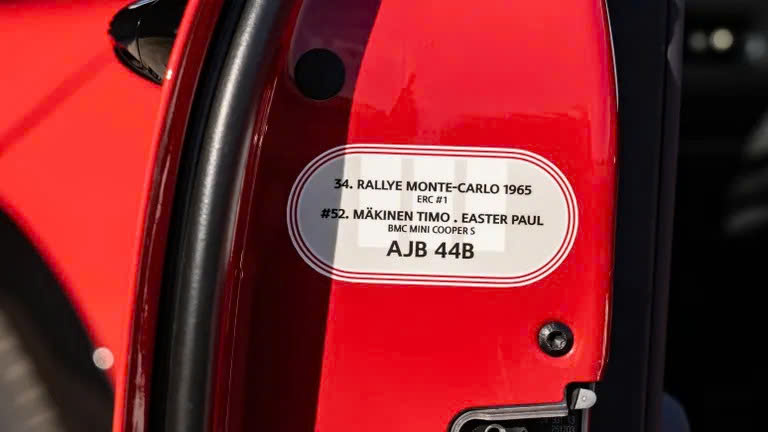 34. RALLYE MONTE-CARLO 1965
ERC #1
#52. MÄKINEN TIMO . EASTER PAUL
BMC MINI COOPER S
AJB 44B